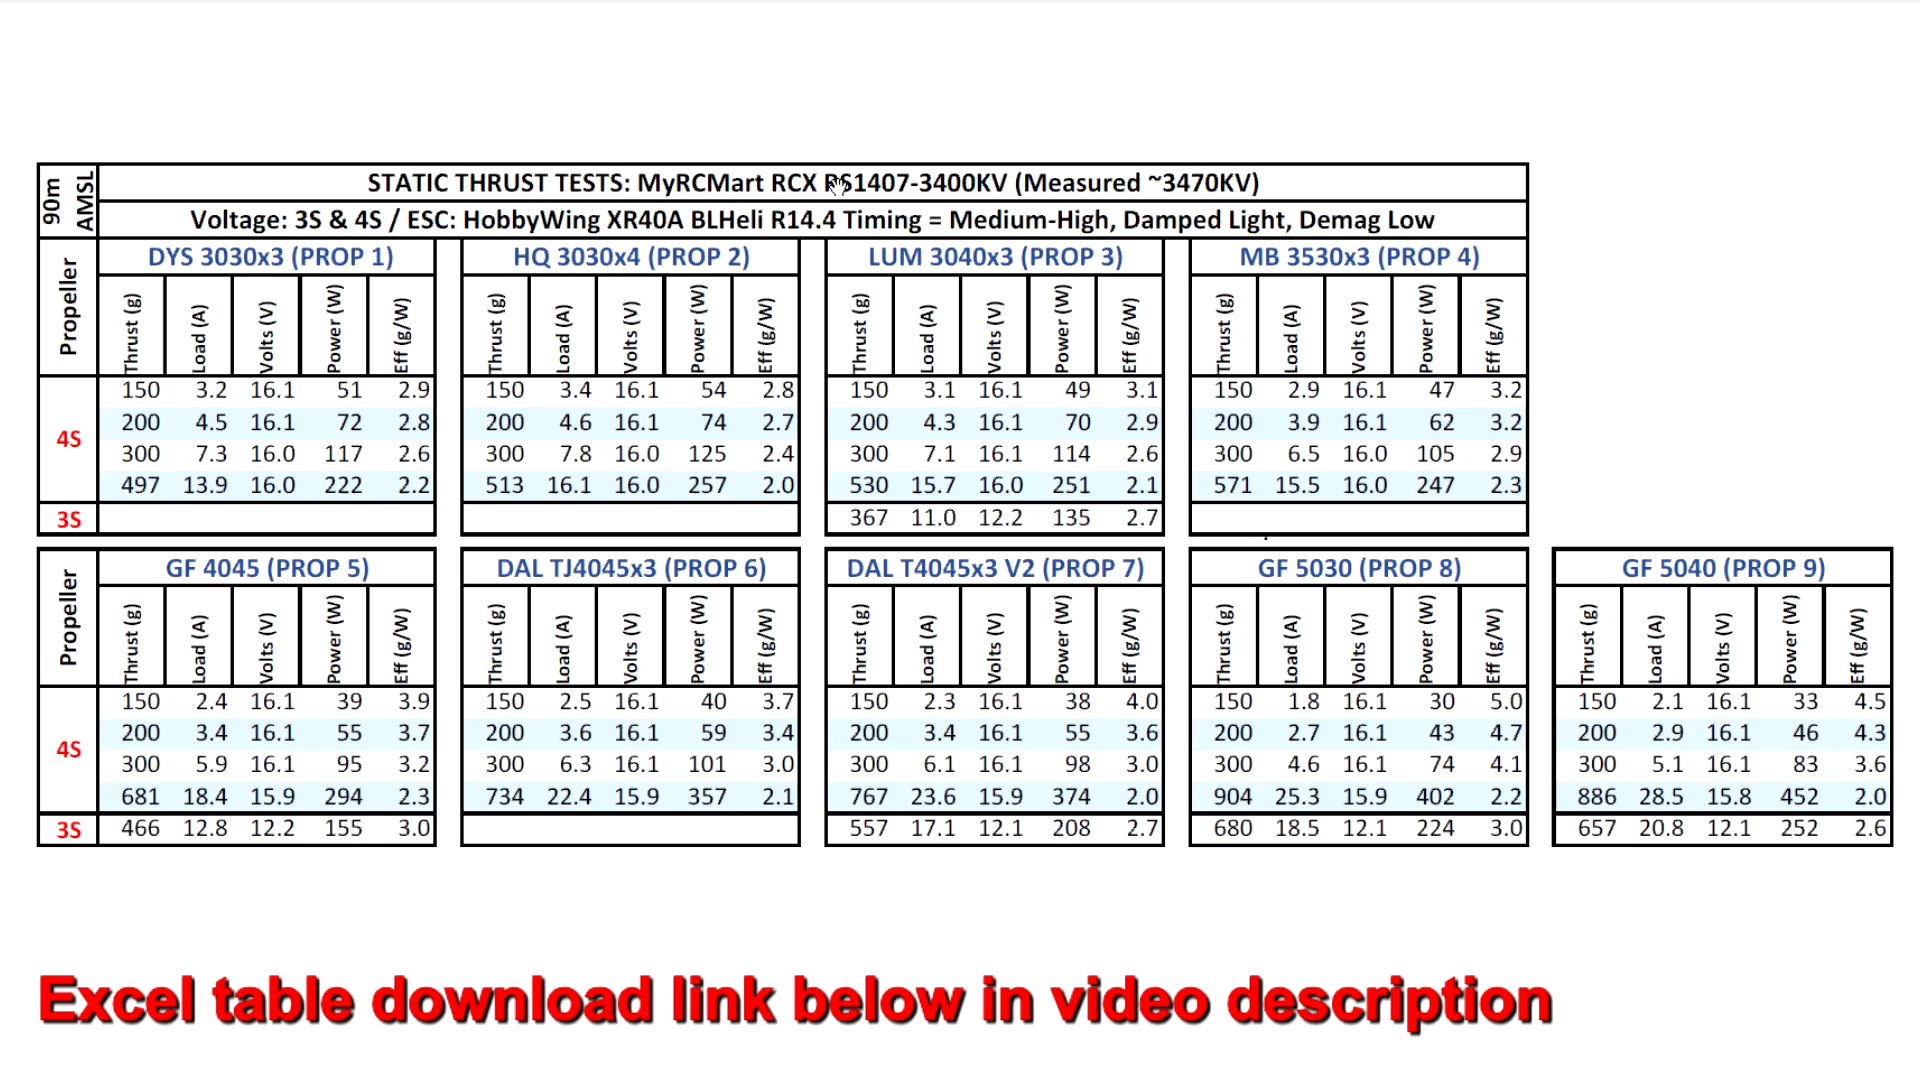 90m AMSL
STATIC THRUST TESTS: MyRCMart RCX RS1407-3400KV (Measured ~3470KV)
Voltage: 3S & 4S / ESC: HobbyWing XR40A BLHeli R14.4 Timing = Medium-High, Damped Light, Demag Low
Propeller DYS 3030x3 (PROP 1) HQ 3030x4 (PROP 2) LUM 3040x3 (PROP 3) MB 3530x3 (PROP 4)
Thrust (g) Load (A) Volts (V) Power (W) Eff (g/W) Thrust (g) Load (A) Volts (V) Power (W) Eff (g/W) Thrust (g) Load (A) Volts (V) Power (W) Eff (g/W) Thrust (g) Load (A) Volts (V) Power (W) Eff (g/W)
4S
150 3.2 16.1 51 2.9 150 3.4 16.1 54 2.8 150 3.1 16.1 49 3.1 150 2.9 16.1 47 3.2
200 4.5 16.1 72 2.8 200 4.6 16.1 74 2.7 200 4.3 16.1 70 2.9 200 3.9 16.1 62 3.2
300 7.3 16.0 117 2.6 300 7.8 16.0 125 2.4 300 7.1 16.1 114 2.6 300 6.5 16.0 105 2.9
497 13.9 16.0 222 2.2 513 16.1 16.0 257 2.0 530 15.7 16.0 251 2.1 571 15.5 16.0 247 2.3
3S 367 11.0 12.2 135 2.7
Propeller GF 4045 (PROP 5) DAL TJ4045x3 (PROP 6) DAL T4045x3 V2 (PROP 7) GF 5030 (PROP 8) GF 5040 (PROP 9)
Thrust (g) Load (A) Volts (V) Power (W) Eff (g/W) Thrust (g) Load (A) Volts (V) Power (W) Eff (g/W) Thrust (g) Load (A) Volts (V) Power (W) Eff (g/W) Thrust (g) Load (A) Volts (V) Power (W) Eff (g/W) Thrust (g) Load (A) Volts (V) Power (W) Eff (g/W)
4S
150 2.4 16.1 39 3.9 150 2.5 16.1 40 3.7 150 2.3 16.1 38 4.0 150 1.8 16.1 30 5.0 150 2.1 16.1 33 4.5
200 3.4 16.1 55 3.7 200 3.6 16.1 59 3.4 200 3.4 16.1 55 3.6 200 2.7 16.1 43 4.7 200 2.9 16.1 46 4.3
300 5.9 16.1 95 3.2 300 6.3 16.1 101 3.0 300 6.1 16.1 98 3.0 300 4.6 16.1 74 4.1 300 5.1 16.1 83 3.6
681 18.4 15.9 294 2.3 734 22.4 15.9 357 2.1 767 23.6 15.9 374 2.0 904 25.3 15.9 402 2.2 886 28.5 15.8 452 2.0
3S 466 12.8 12.2 155 3.0 557 17.1 12.1 208 2.7 680 18.5 12.1 224 3.0 657 20.8 12.1 252 2.6
Excel table download link below in video description